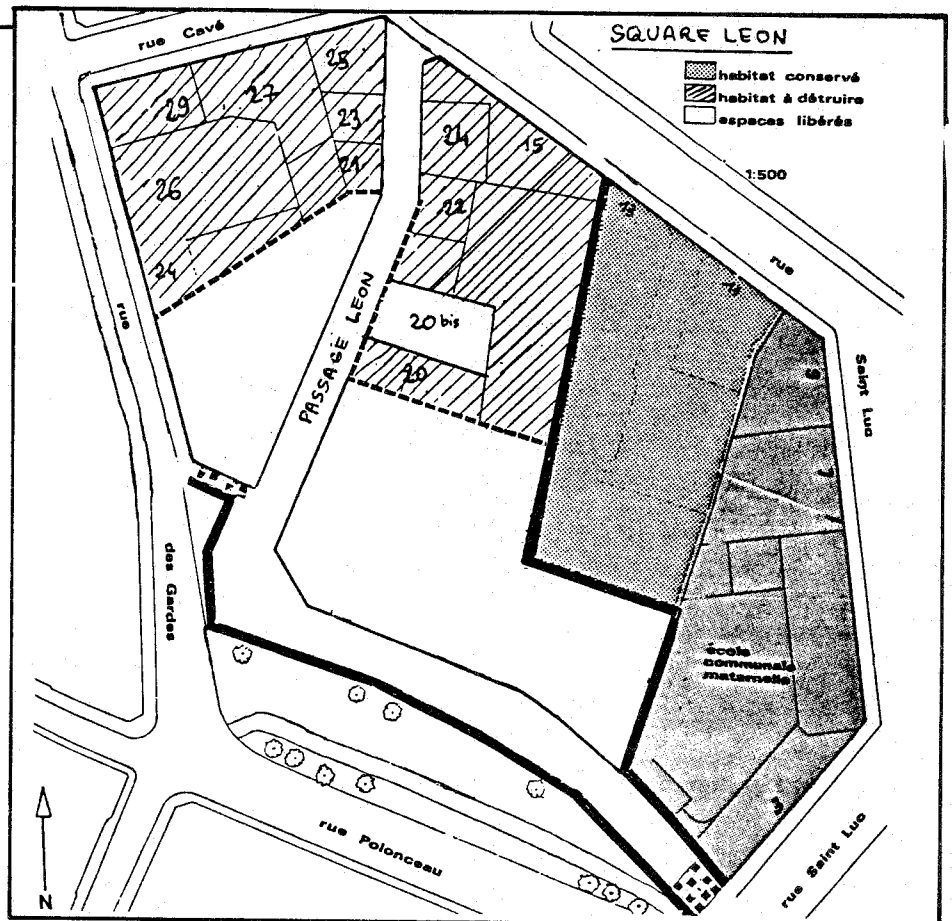 SQUARE LEON
habitat conservé
habitat à détruire
espaces libérés
1:500
rue Cavé
29
27
25
23
21
26
24
24
15
22
20 bis
20
PASSAGE LEON
13
rue
Saint Luc
9
7
rue
des Gardes
école
communale
maternelle
3
rue Polonceau
rue Saint Luc
N